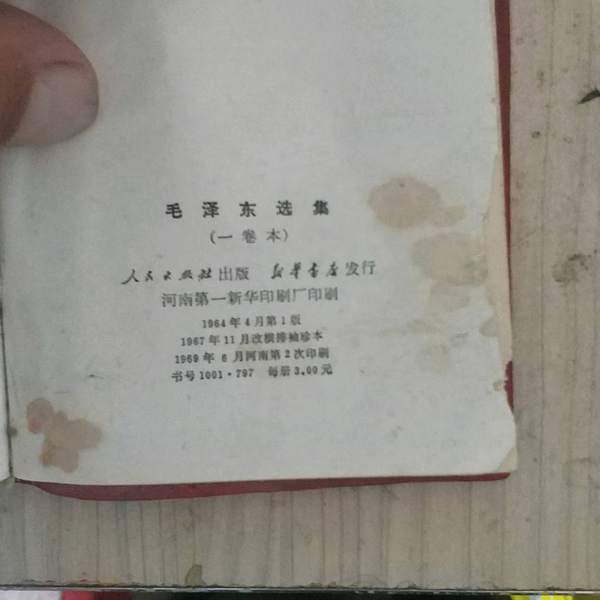 毛泽东选集
(一卷本)
人民出版社出版 新华书店发行
河南第一新华印刷厂印刷
1964年4月第1版
1967年11月改横排袖珍本
1969年6月河南第2次印刷
书号1001·797 每册3.00元